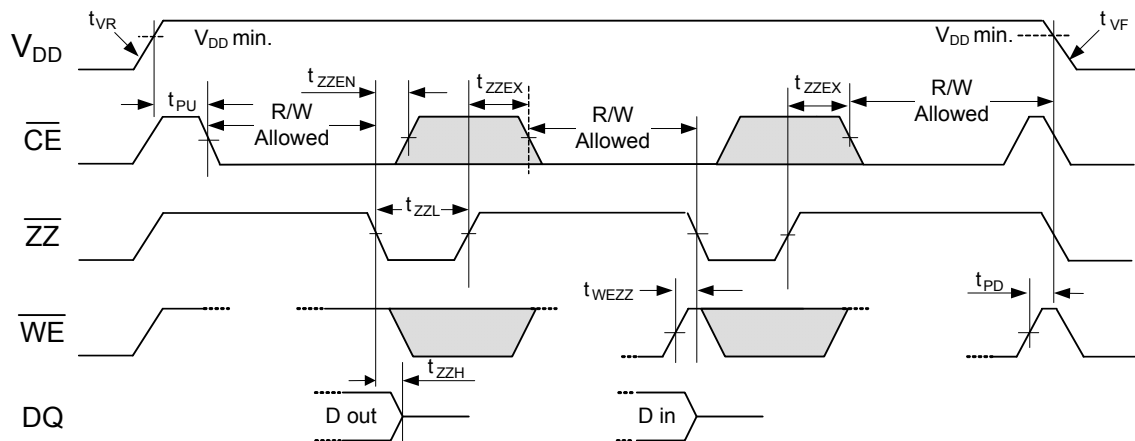 tVR
VDD min.
VDD min.
tVF
VDD
tZZEN
tZZEX
tZZEX
tPU
R/W
Allowed
R/W
Allowed
R/W
Allowed
CE
tZZL
ZZ
tWEZZ
tPD
WE
tZZH
DQ
D out
D in